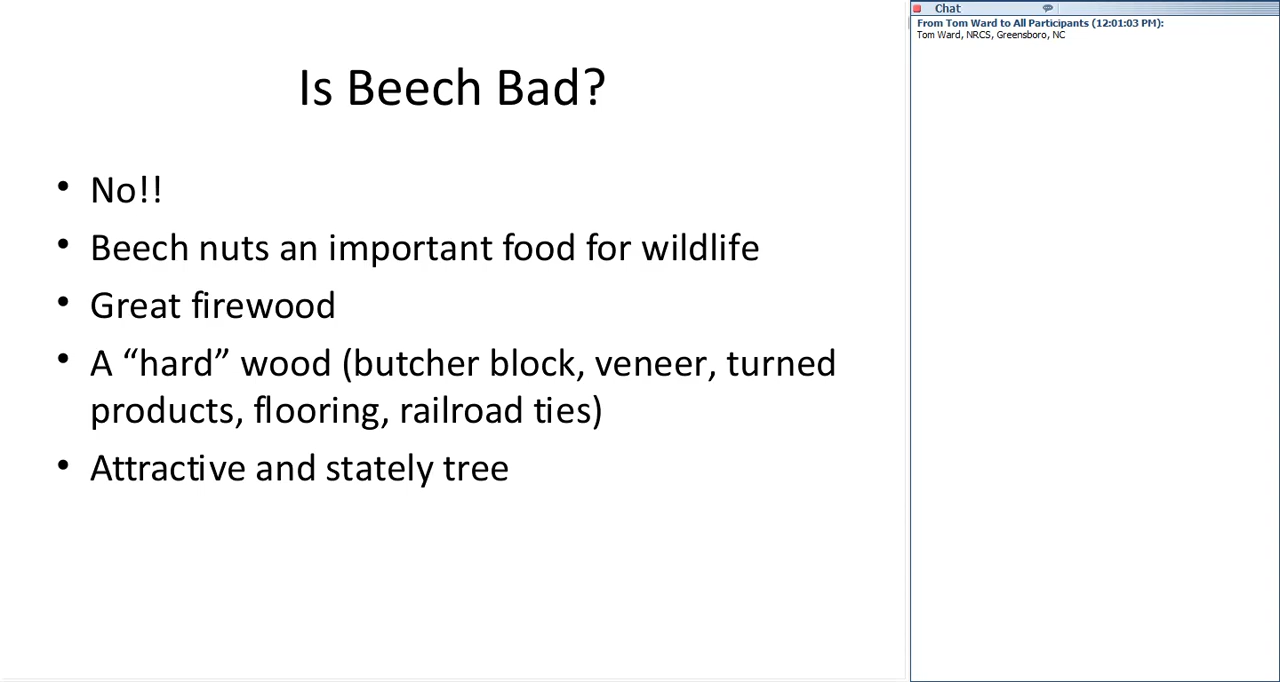 Is Beech Bad?
• No!!
• Beech nuts an important food for wildlife
• Great firewood
• A “hard” wood (butcher block, veneer, turned
products, flooring, railroad ties)
• Attractive and stately tree
Chat
From Tom Ward to All Participants (12:01:03 PM):
Tom Ward, NRCS, Greensboro, NC